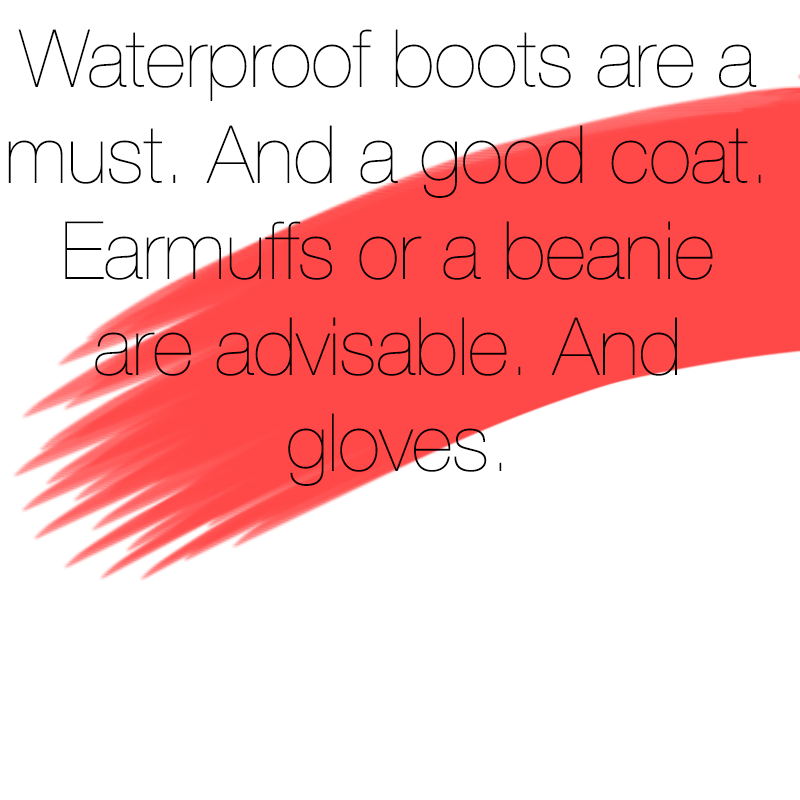 Waterproof boots are a
must. And a good coat.
Earmuffs or a beanie
are advisable. And
gloves.